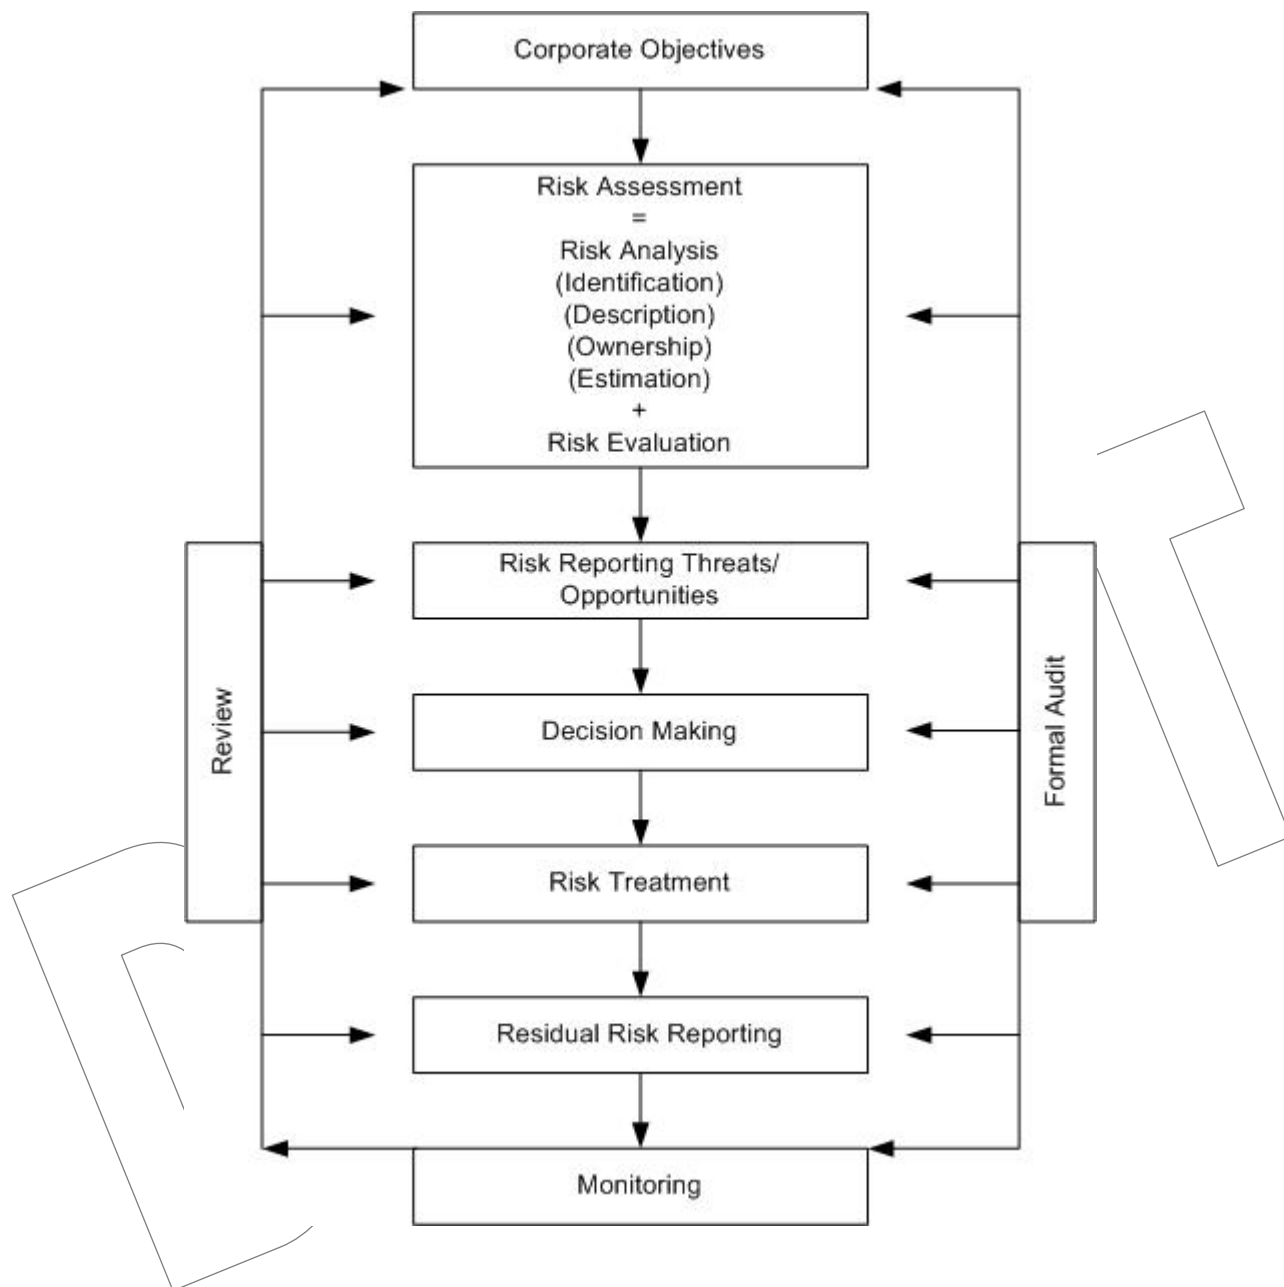 Corporate Objectives
Risk Assessment
=
Risk Analysis
(Identification)
(Description)
(Ownership)
(Estimation)
+
Risk Evaluation
Risk Reporting Threats/
Opportunities
Decision Making
Risk Treatment
Residual Risk Reporting
Monitoring
Review
Formal Audit